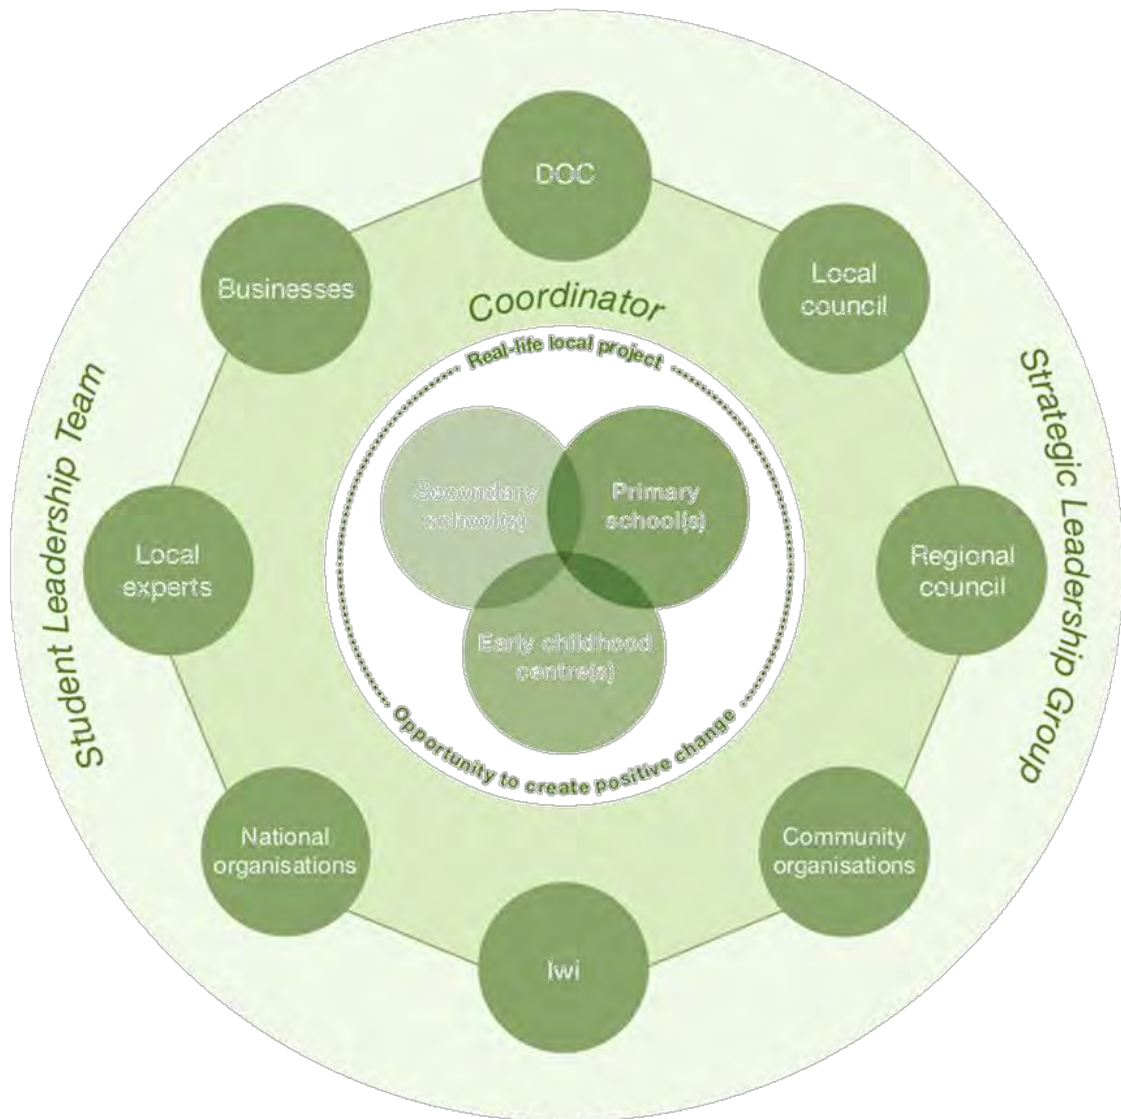 DOC
Businesses
Local
council
Coordinator
Real-life local project
Student Leadership Team
Strategic Leadership Group
Secondary
school(s)
Primary
school(s)
Local
experts
Regional
council
Early childhood
centre(s)
Opportunity to create positive change
National
organisations
Community
organisations
Iwi